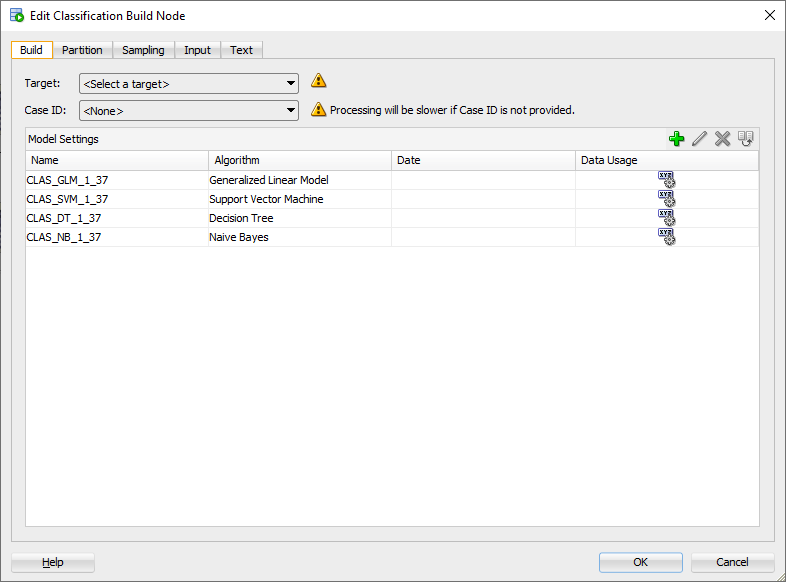 Edit Classification Build Node
Build Partition Sampling Input Text
Target: <Select a target>
Case ID: <None> Processing will be slower if Case ID is not provided.
Model Settings
Name Algorithm Date Data Usage
CLAS_GLM_1_37 Generalized Linear Model
CLAS_SVM_1_37 Support Vector Machine
CLAS_DT_1_37 Decision Tree
CLAS_NB_1_37 Naive Bayes
Help OK Cancel